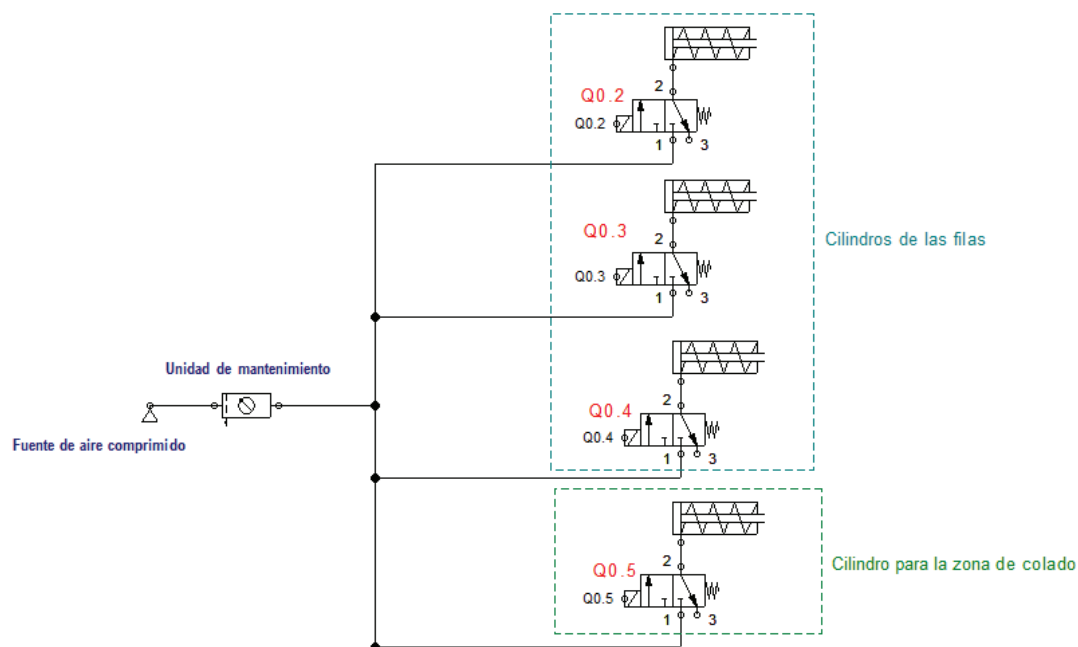 2
Q0.2
Q0.2
1
3
2
Q0.3
Q0.3
1
3
Cilindros de las filas
Unidad de mantenimiento
Fuente de aire comprimido
2
Q0.4
Q0.4
1
3
2
Q0.5
Q0.5
1
3
Cilindro para la zona de colado